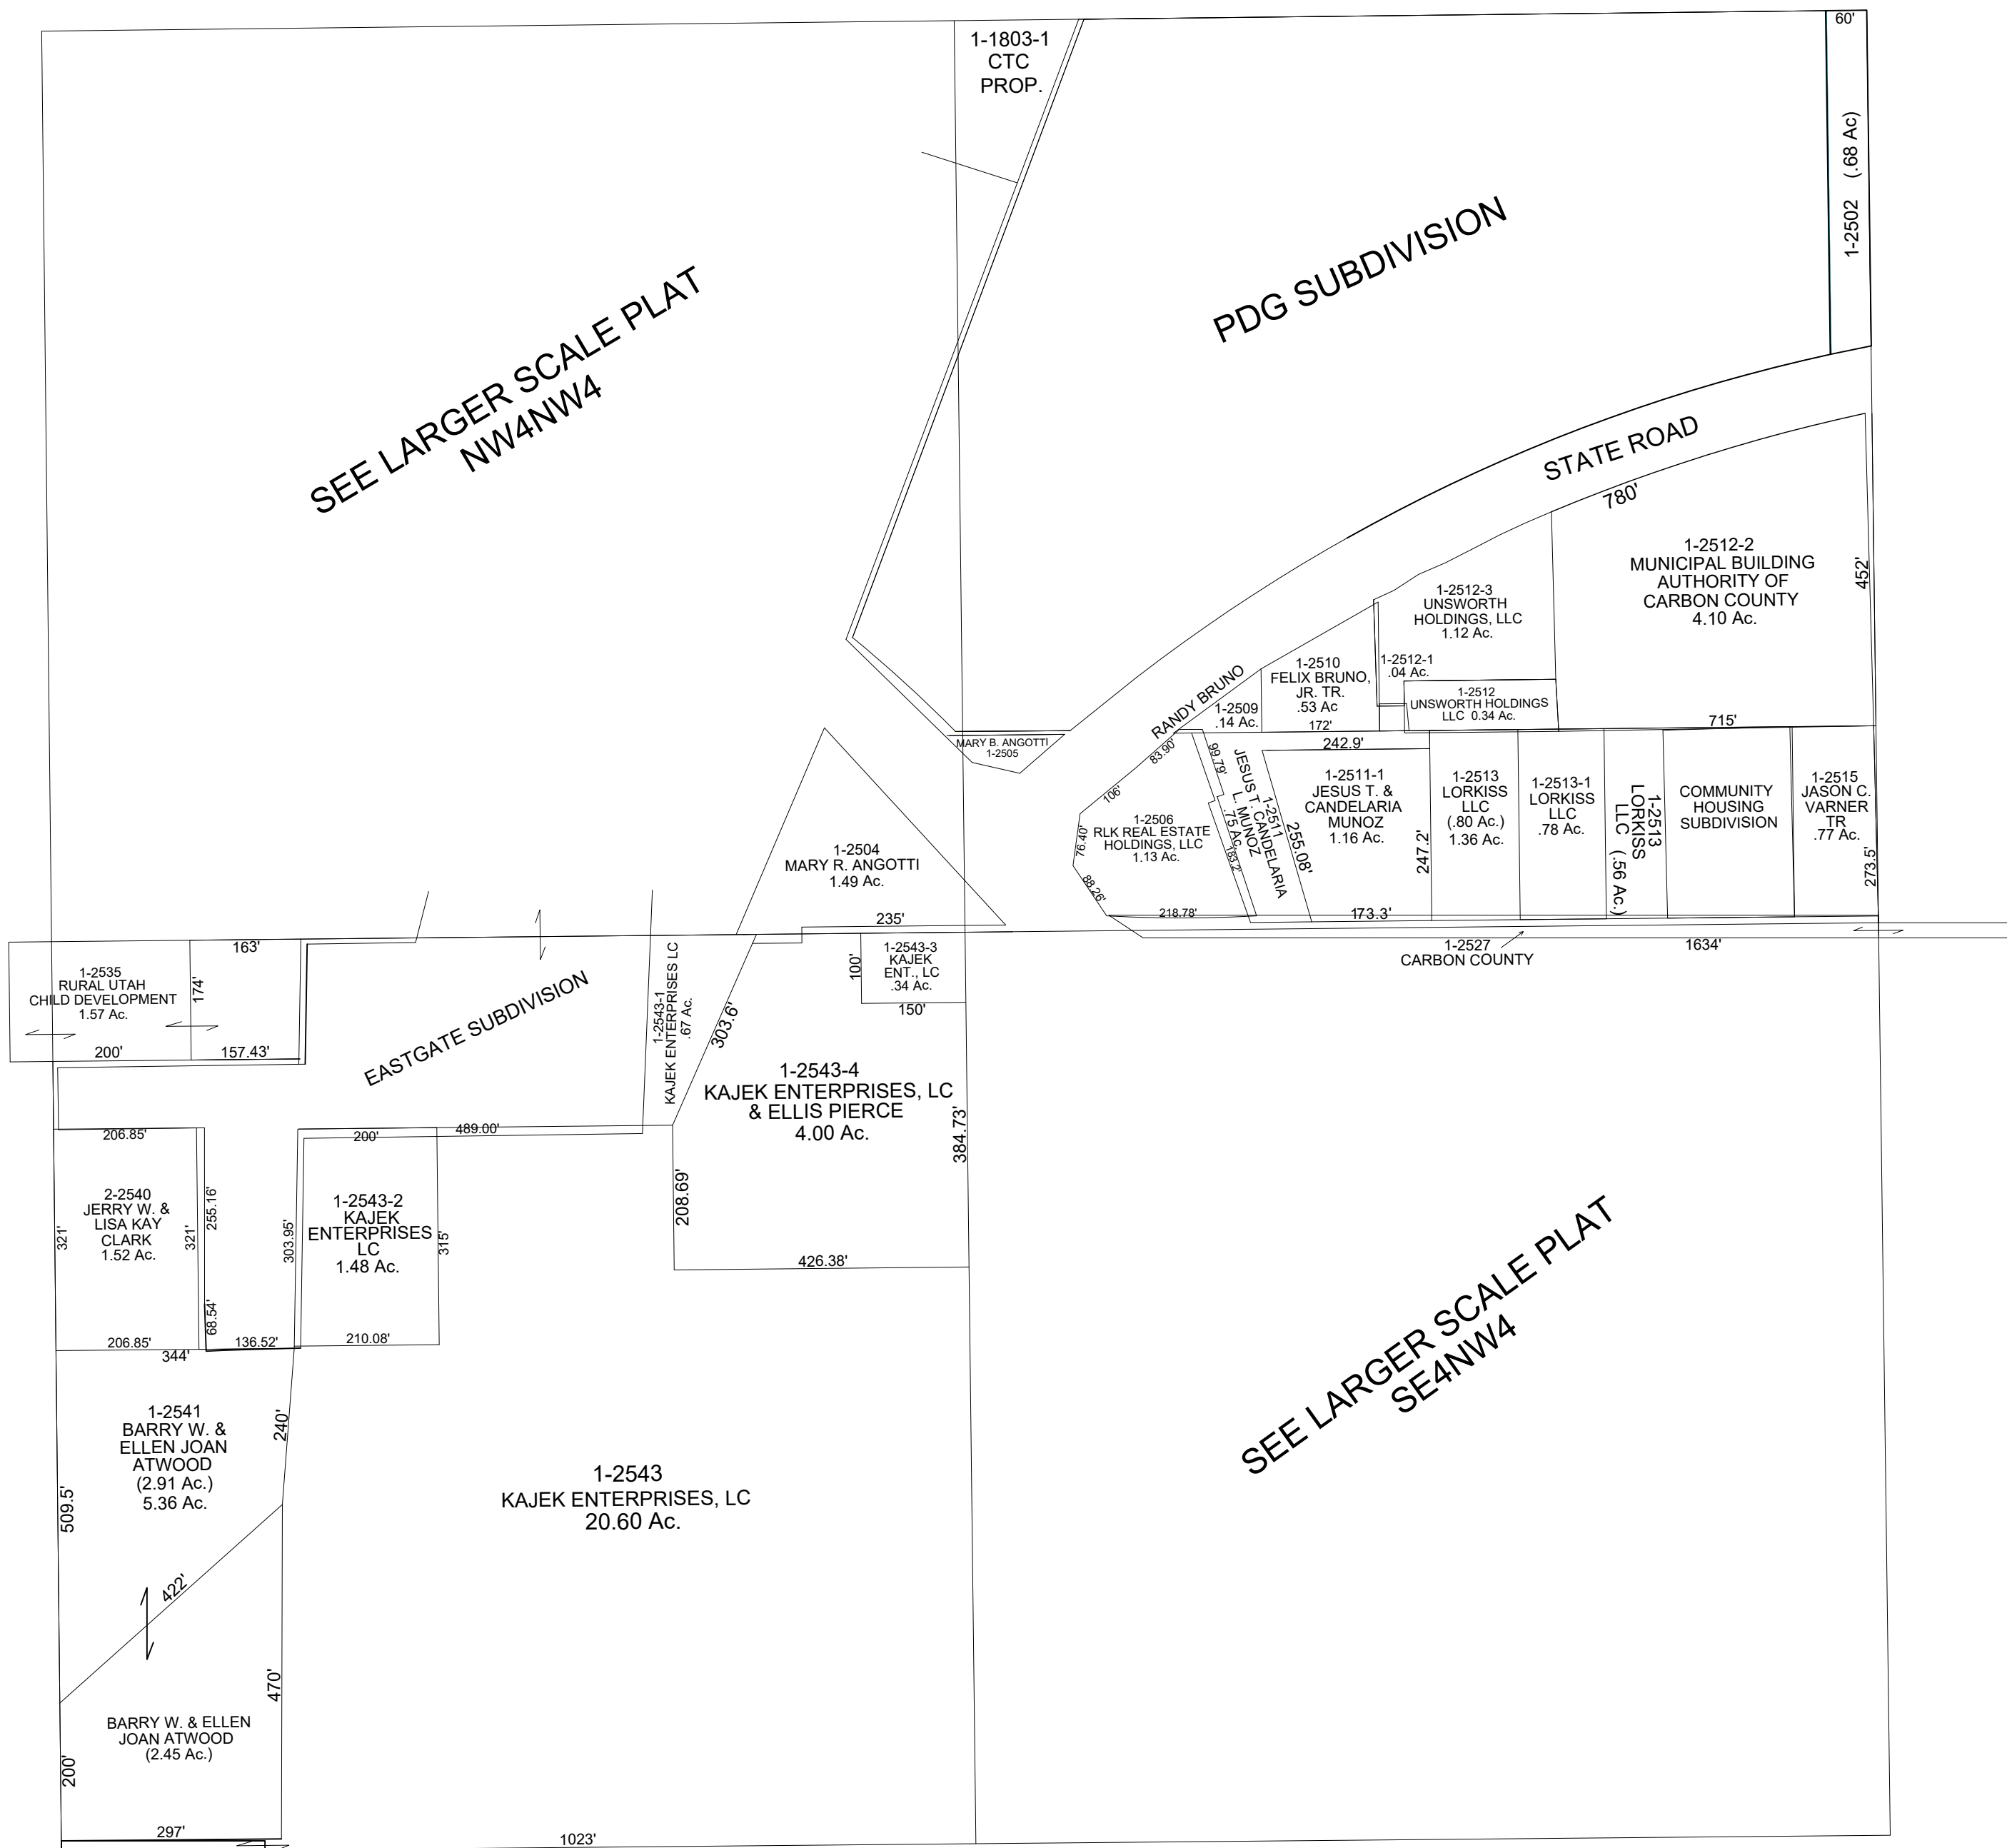 1-1803-1
CTC
PROP.
60'
1-2502 (.68 Ac)
SEE LARGER SCALE PLAT
NW4NW4
PDG SUBDIVISION
STATE ROAD
780'
1-2512-2
MUNICIPAL BUILDING
AUTHORITY OF
CARBON COUNTY
4.10 Ac.
452'
1-2512-3
UNSWORTH
HOLDINGS, LLC
1.12 Ac.
1-2512-1
.04 Ac.
1-2512
UNSWORTH HOLDINGS
LLC 0.34 Ac.
715'
1-2510
FELIX BRUNO,
JR. TR.
.53 Ac
172'
RANDY BRUNO
1-2509
.14 Ac.
MARY B. ANGOTTI
1-2505
83.90'
106'
76.40'
88.26'
1-2506
RLK REAL ESTATE
HOLDINGS, LLC
1.13 Ac.
218.78'
99.79'
183.2'
1-2511
JESUS T. CANDELARIA
L. MUNOZ
.75 Ac.
255.08'
242.9'
1-2511-1
JESUS T. &
CANDELARIA
MUNOZ
1.16 Ac.
247.2'
173.3'
1-2513
LORKISS
LLC
(.80 Ac.)
1.36 Ac.
1-2513-1
LORKISS
LLC
.78 Ac.
1-2513
LORKISS
LLC (.56 Ac.)
COMMUNITY
HOUSING
SUBDIVISION
1-2515
JASON C.
VARNER
TR
.77 Ac.
273.5'
1-2527
CARBON COUNTY
1634'
1-2504
MARY R. ANGOTTI
1.49 Ac.
235'
1-2535
RURAL UTAH
CHILD DEVELOPMENT
1.57 Ac.
163'
174'
200'
157.43'
EASTGATE SUBDIVISION
1-2543-1
KAJEK ENTERPRISES LC
.67 Ac.
303.6'
100'
1-2543-3
KAJEK
ENT., LC
.34 Ac.
150'
1-2543-4
KAJEK ENTERPRISES, LC
& ELLIS PIERCE
4.00 Ac.
384.73'
208.69'
426.38'
206.85'
200'
489.00'
2-2540
JERRY W. &
LISA KAY
CLARK
1.52 Ac.
321'
321'
255.16'
68.54'
303.95'
1-2543-2
KAJEK
ENTERPRISES
LC
1.48 Ac.
315'
206.85'
136.52'
210.08'
344'
1-2541
BARRY W. &
ELLEN JOAN
ATWOOD
(2.91 Ac.)
5.36 Ac.
240'
509.5'
422'
470'
1-2543
KAJEK ENTERPRISES, LC
20.60 Ac.
SEE LARGER SCALE PLAT
SE4NW4
BARRY W. & ELLEN
JOAN ATWOOD
(2.45 Ac.)
200'
297'
1023'